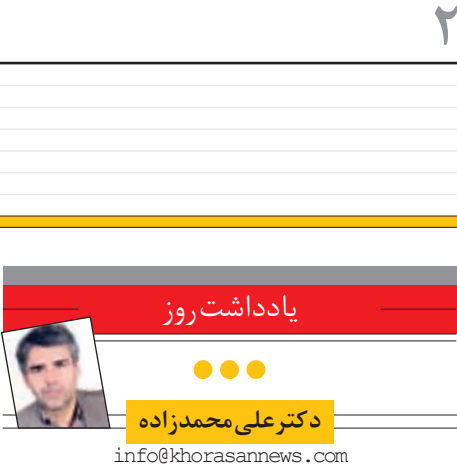 ۲
یادداشت روز
دکتر علی محمدزاده
info@khorasannews.com